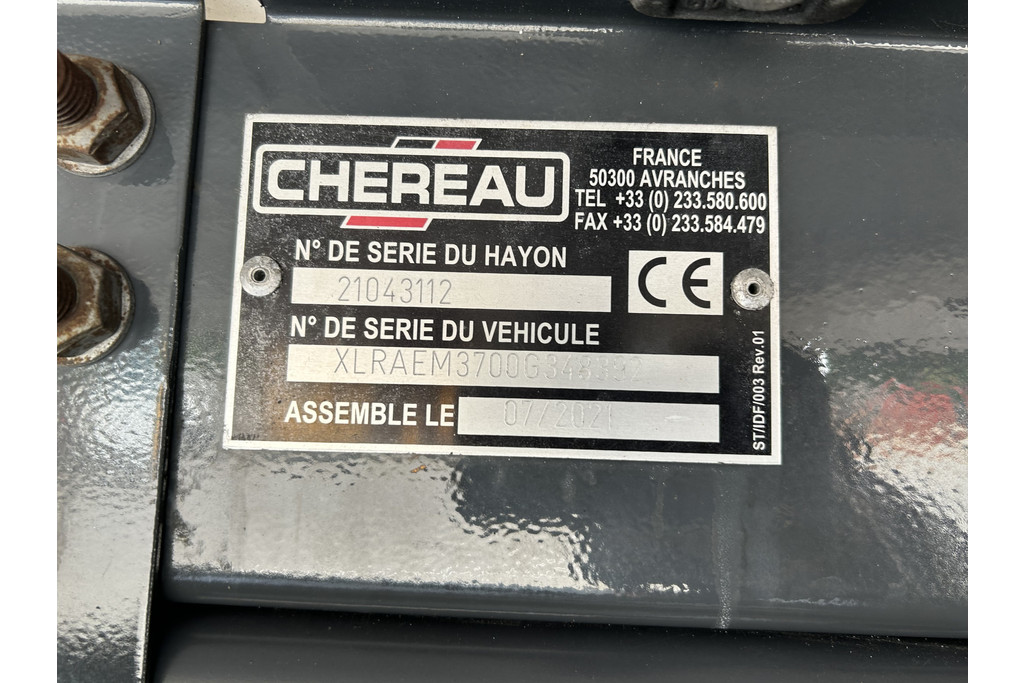 CHEREAU
FRANCE
50300 AVRANCHES
TEL +33 (0) 233.580.600
FAX +33 (0) 233.584.479
N° DE SERIE DU HAYON
21043112
CE
N° DE SERIE DU VEHICULE
ASSEMBLE LE 07/2021
ST/IDF/003 Rev.01